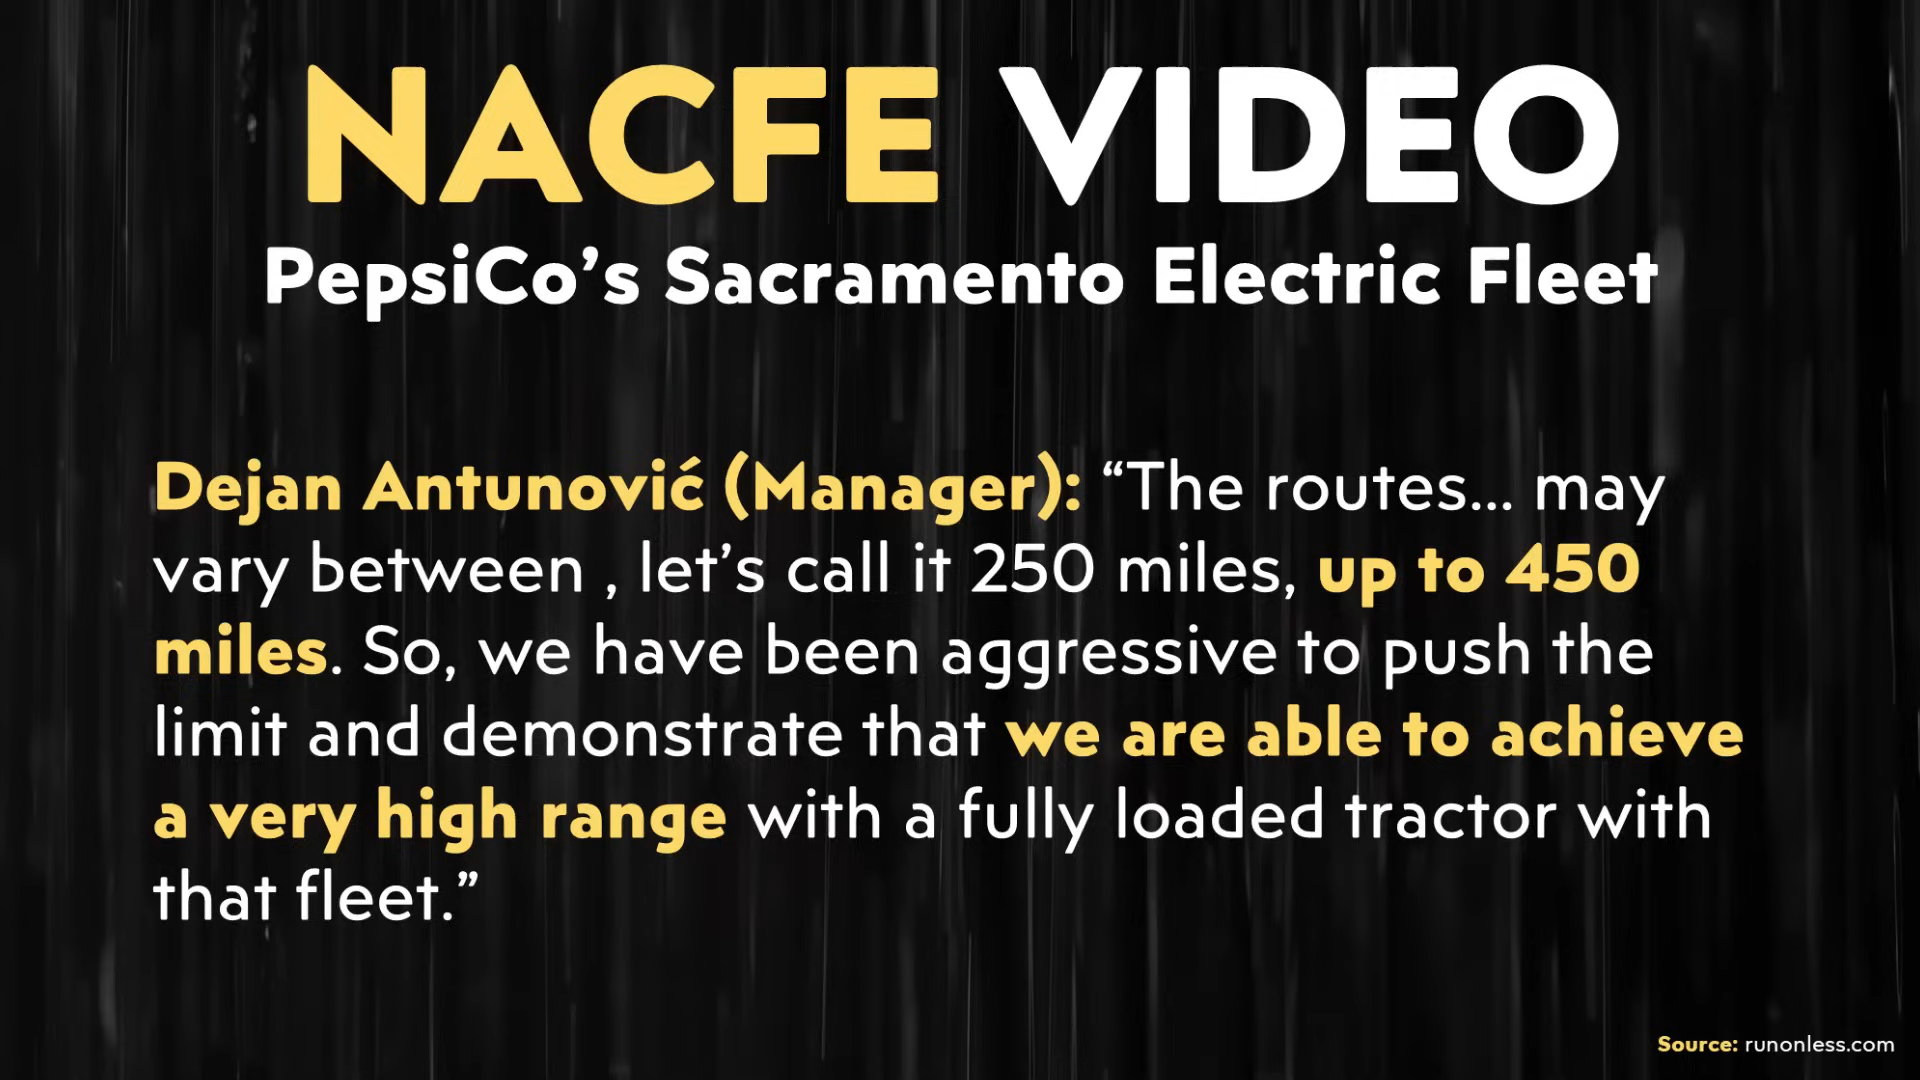 NACFE VIDEO
PepsiCo’s Sacramento Electric Fleet
Dejan Antunović (Manager): “The routes... may
vary between , let’s call it 250 miles, up to 450
miles. So, we have been aggressive to push the
limit and demonstrate that we are able to achieve
a very high range with a fully loaded tractor with
that fleet.”
Source: runonless.com